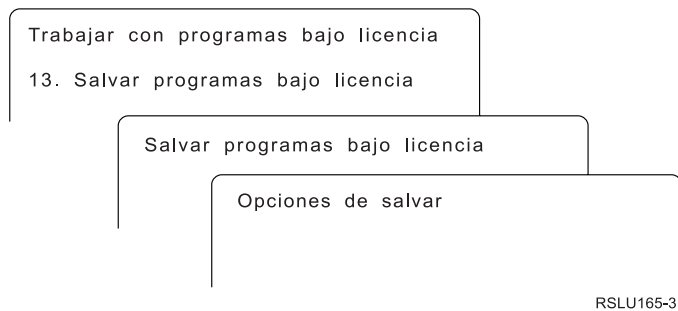 Trabajar con programas bajo licencia
13. Salvar programas bajo licencia
Salvar programas bajo licencia
Opciones de salvar
RSLU165-3